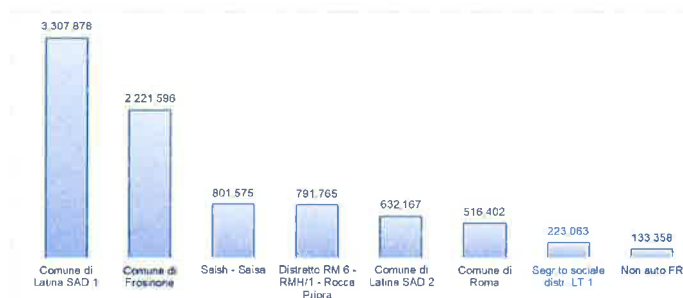 3.307.876
2 221 596
801.575
791.765
632,167
516,402
223.063
133 358
Comune di
Latina SAD 1
Comune di
Frosinone
Saish - Saisa
Distretto RM 6 -
RMH/1 - Rocca
Priora
Comune di
Latina SAD 2
Comune di
Roma
Segr.to sociale
distr. LT 1
Non auto FR